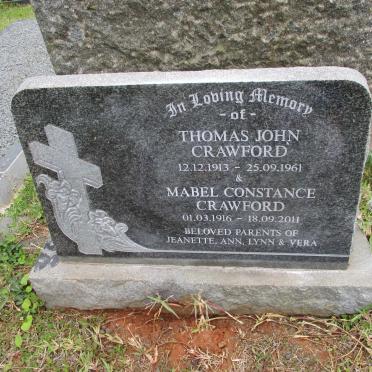 In Loving Memory
- of -
THOMAS JOHN
CRAWFORD
12.12.1913 - 25.09.1961
&
MABEL CONSTANCE
CRAWFORD
01.03.1916 - 18.09.2011
BELOVED PARENTS OF
JEANETTE, ANN, LYNN & VERA